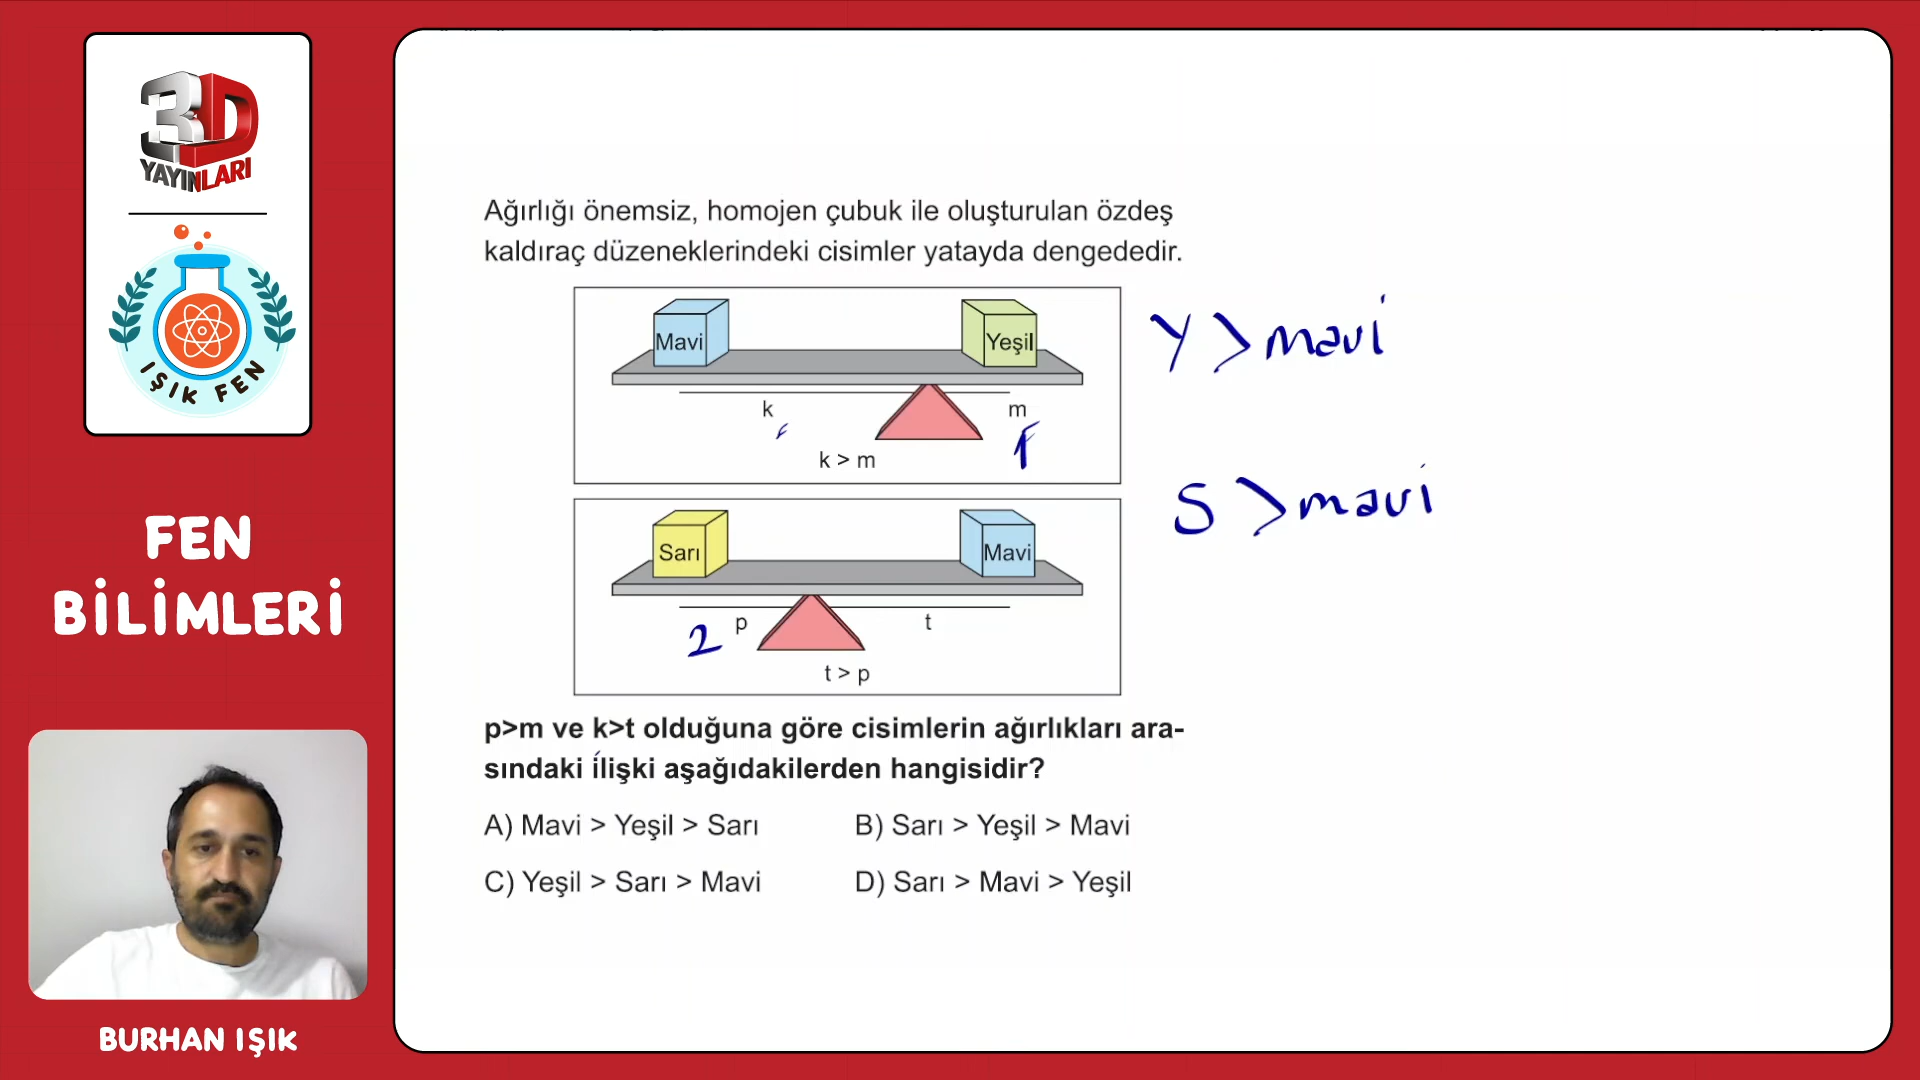 3D
YAYINLARI
IŞIK FEN
FEN
BİLİMLERİ
BURHAN IŞIK
Ağırlığı önemsiz, homojen çubuk ile oluşturulan özdeş
kaldıraç düzeneklerindeki cisimler yatayda dengededir.
Mavi Yeşil
k m
1
k > m
Y > mavi
Sarı Mavi
p t
2
t > p
S > mavi
p>m ve k>t olduğuna göre cisimlerin ağırlıkları ara-
sındaki ilişki aşağıdakilerden hangisidir?
A) Mavi > Yeşil > Sarı B) Sarı > Yeşil > Mavi
C) Yeşil > Sarı > Mavi D) Sarı > Mavi > Yeşil